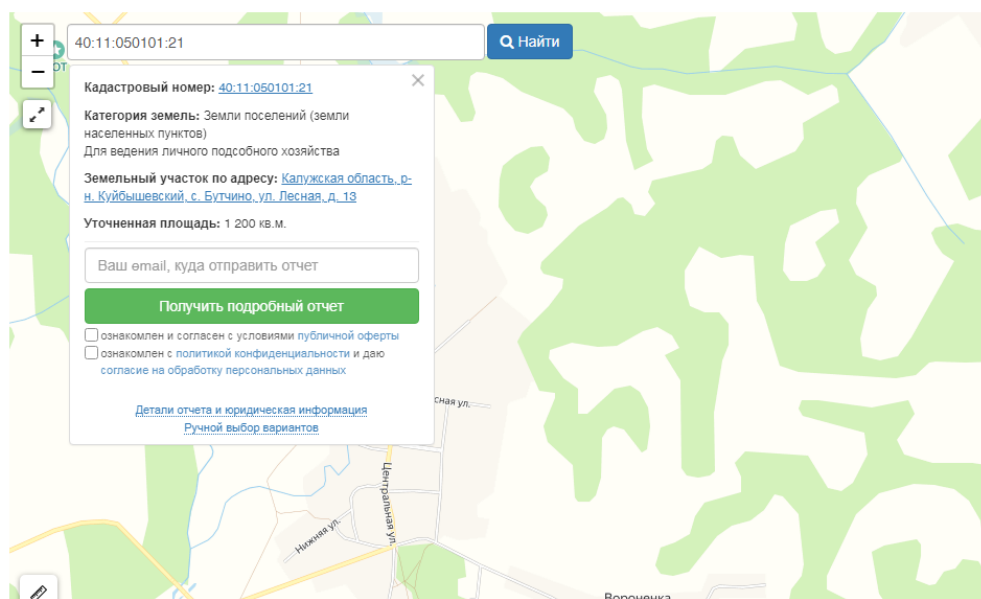 +
40:11:050101:21
Найти
−
от
Кадастровый номер: 40:11:050101:21
×
Категория земель: Земли поселений (земли
населенных пунктов)
Для ведения личного подсобного хозяйства
Земельный участок по адресу: Калужская область, р-
н. Куйбышевский, с. Бутчино, ул. Лесная, д. 13
Уточненная площадь: 1 200 кв.м.
Ваш email, куда отправить отчет
Получить подробный отчет
ознакомлен и согласен с условиями публичной оферты
ознакомлен с политикой конфиденциальности и даю
согласие на обработку персональных данных
Детали отчета и юридическая информация
Ручной выбор вариантов
сная ул.
Центральная ул.
Нижняя ул.
Вороненка